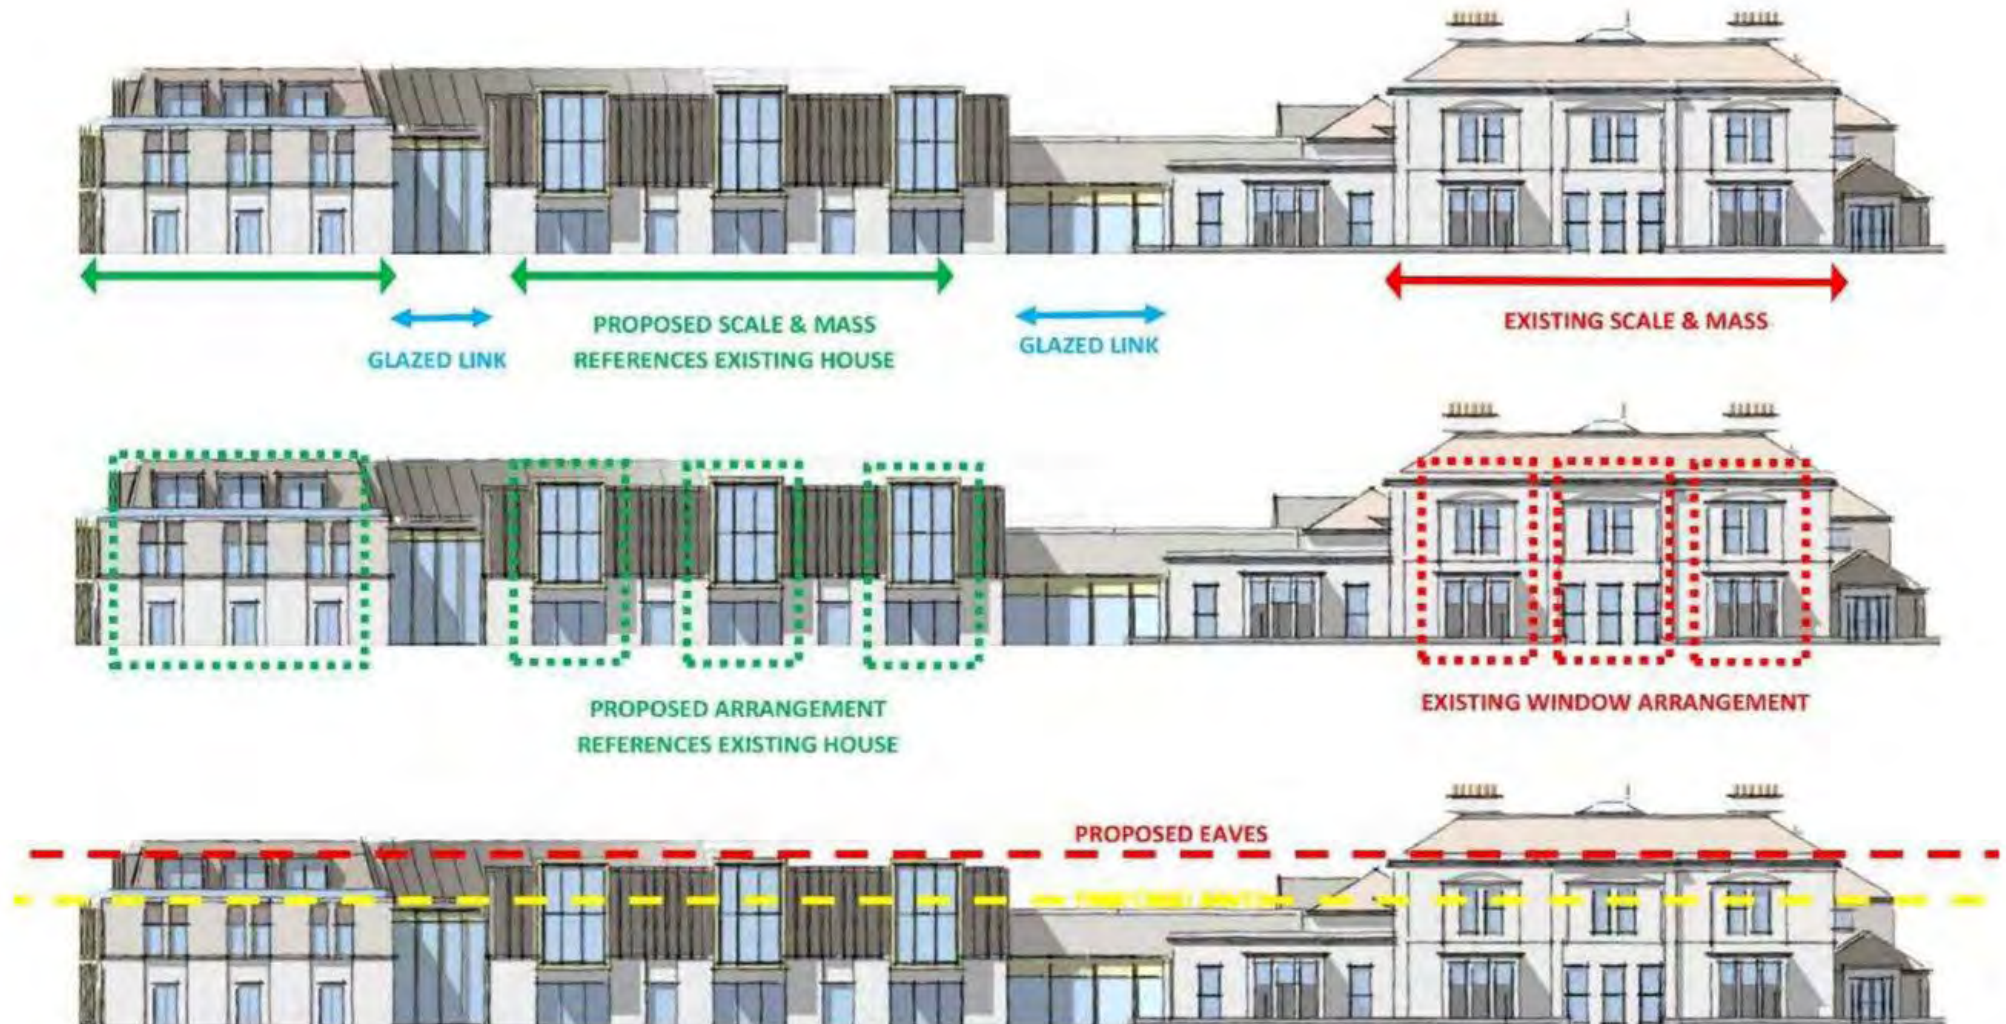 PROPOSED SCALE & MASS
REFERENCES EXISTING HOUSE
GLAZED LINK
GLAZED LINK
EXISTING SCALE & MASS
PROPOSED ARRANGEMENT
REFERENCES EXISTING HOUSE
EXISTING WINDOW ARRANGEMENT
PROPOSED EAVES